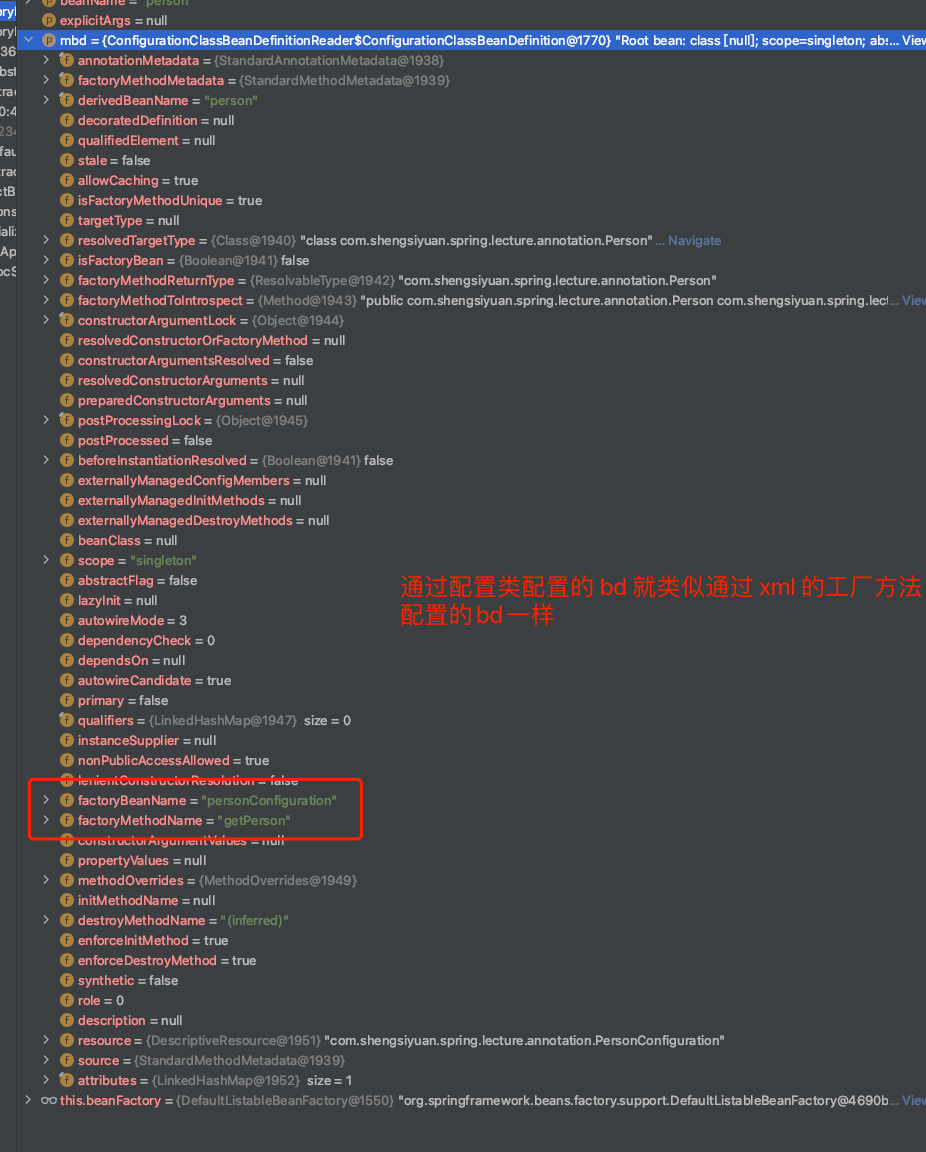 beanName = "person"
explicitArgs = null
mbd = {ConfigurationClassBeanDefinitionReader$ConfigurationClassBeanDefinition@1770} "Root bean: class [null]; scope=singleton; abs... View
annotationMetadata = {StandardAnnotationMetadata@1938}
factoryMethodMetadata = {StandardMethodMetadata@1939}
derivedBeanName = "person"
decoratedDefinition = null
qualifiedElement = null
stale = false
allowCaching = true
isFactoryMethodUnique = true
targetType = null
resolvedTargetType = {Class@1940} "class com.shengsiyuan.spring.lecture.annotation.Person" ... Navigate
isFactoryBean = {Boolean@1941} false
factoryMethodReturnType = {ResolvableType@1942} "com.shengsiyuan.spring.lecture.annotation.Person"
factoryMethodToIntrospect = {Method@1943} "public com.shengsiyuan.spring.lecture.annotation.Person com.shengsiyuan.spring.lect... View
constructorArgumentLock = {Object@1944}
resolvedConstructorOrFactoryMethod = null
constructorArgumentsResolved = false
resolvedConstructorArguments = null
preparedConstructorArguments = null
postProcessingLock = {Object@1945}
postProcessed = false
beforeInstantiationResolved = {Boolean@1941} false
externallyManagedConfigMembers = null
externallyManagedInitMethods = null
externallyManagedDestroyMethods = null
beanClass = null
scope = "singleton"
abstractFlag = false
lazyInit = null
autowireMode = 3
dependencyCheck = 0
dependsOn = null
autowireCandidate = true
primary = false
qualifiers = {LinkedHashMap@1947} size = 0
instanceSupplier = null
nonPublicAccessAllowed = true
lenientConstructorResolution = false
factoryBeanName = "personConfiguration"
factoryMethodName = "getPerson"
constructorArgumentValues = null
propertyValues = null
methodOverrides = {MethodOverrides@1949}
initMethodName = null
destroyMethodName = "(inferred)"
enforceInitMethod = true
enforceDestroyMethod = true
synthetic = false
role = 0
description = null
resource = {DescriptiveResource@1951} "com.shengsiyuan.spring.lecture.annotation.PersonConfiguration"
source = {StandardMethodMetadata@1939}
attributes = {LinkedHashMap@1952} size = 1
this.beanFactory = {DefaultListableBeanFactory@1550} "org.springframework.beans.factory.support.DefaultListableBeanFactory@4690b... View
通过配置类配置的 bd 就类似通过 xml 的工厂方法
配置的 bd 一样